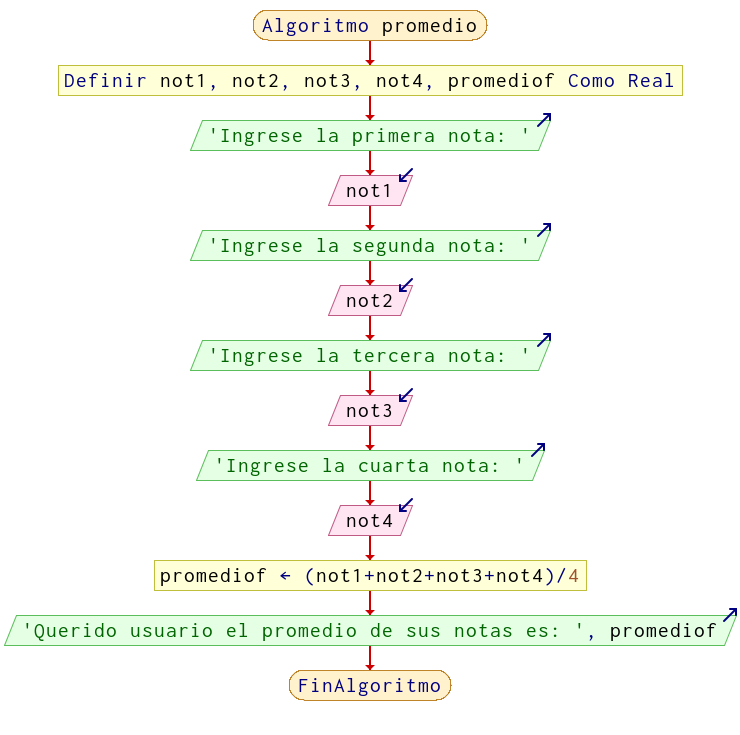 Algoritmo promedio
Definir not1, not2, not3, not4, promediof Como Real
'Ingrese la primera nota: '
not1
'Ingrese la segunda nota: '
not2
'Ingrese la tercera nota: '
not3
'Ingrese la cuarta nota: '
not4
promediof ← (not1+not2+not3+not4)/4
'Querido usuario el promedio de sus notas es: ', promediof
FinAlgoritmo